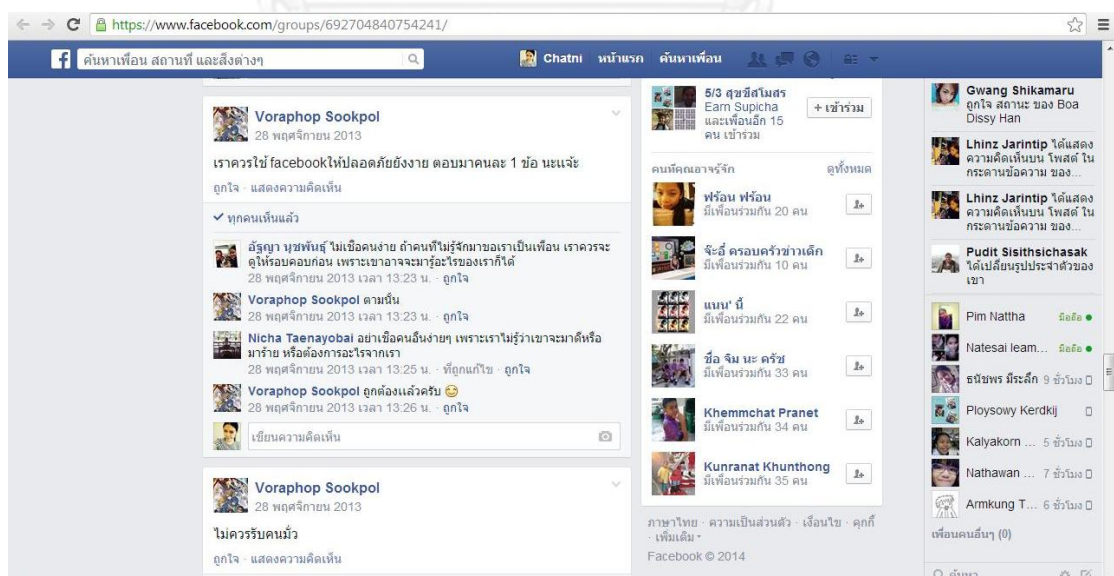 https://www.facebook.com/groups/692704840754241/
ค้นหาเพื่อน สถานที่ และสิ่งต่างๆ
Chatni หน้าแรก ค้นหาเพื่อน
Voraphop Sookpol
28 พฤศจิกายน 2013
เราควรใช้ facebookให้ปลอดภัยยังงาย ตอบมาคนละ 1 ข้อ นะแจ๊ะ
ถูกใจ · แสดงความคิดเห็น
ทุกคนเห็นแล้ว
อัฐญา นุชพันธุ์ ไม่เชื่อคนง่าย ถ้าคนที่ไม่รู้จักมาขอเราเป็นเพื่อน เราควรจะ
ดูให้รอบคอบก่อน เพราะเขาอาจจะมารู้อะไรของเราก็ได้
28 พฤศจิกายน 2013 เวลา 13:23 น. · ถูกใจ
Voraphop Sookpol ตามนั้น
28 พฤศจิกายน 2013 เวลา 13:23 น. · ถูกใจ
Nicha Taenayobai อย่าเชื่อคนอื่นง่ายๆ เพราะเราไม่รู้ว่าเขาจะมาดีหรือ
มาร้าย หรือต้องการอะไรจากเรา
28 พฤศจิกายน 2013 เวลา 13:25 น. · ที่ถูกแก้ไข · ถูกใจ
Voraphop Sookpol ถูกต้องแล้วครับ 😊
28 พฤศจิกายน 2013 เวลา 13:26 น. · ถูกใจ
เขียนความคิดเห็น
Voraphop Sookpol
28 พฤศจิกายน 2013
ไม่ควรรับคนมั่ว
ถูกใจ · แสดงความคิดเห็น
5/3 สุขขีสโมสร
Earn Supicha
และเพื่อนอีก 15
คน เข้าร่วม
+ เข้าร่วม
คนที่คุณอาจรู้จัก ดูทั้งหมด
ฟร้อน ฟร้อน
มีเพื่อนร่วมกัน 20 คน
จ๊ะอี๋ ครอบครัวข่าวเด็ก
มีเพื่อนร่วมกัน 10 คน
แนน' นี่
มีเพื่อนร่วมกัน 22 คน
ชื่อ จิม นะ ครัช
มีเพื่อนร่วมกัน 33 คน
Khemmchat Pranet
มีเพื่อนร่วมกัน 34 คน
Kunranat Khunthong
มีเพื่อนร่วมกัน 35 คน
ภาษาไทย · ความเป็นส่วนตัว · เงื่อนไข · คุกกี้
· เพิ่มเติม
Facebook © 2014
Gwang Shikamaru
ถูกใจ สถานะ ของ Boa
Dissy Han
Lhinz Jarintip ได้แสดง
ความคิดเห็นบน โพสต์ ใน
กระดานข้อความ ของ...
Lhinz Jarintip ได้แสดง
ความคิดเห็นบน โพสต์ ใน
กระดานข้อความ ของ...
Pudit Sisithsichasak
ได้เปลี่ยนรูปประจำตัวของ
เขา
Pim Nattha มือถือ
Natesai leam... มือถือ
ธนัชพร มีระลึก 9 ชั่วโมง
Ploysowy Kerdkij
Kalyakorn ... 5 ชั่วโมง
Nathawan ... 7 ชั่วโมง
Armkung T... 6 ชั่วโมง
เพื่อนคนอื่นๆ (0)
ค้นหา